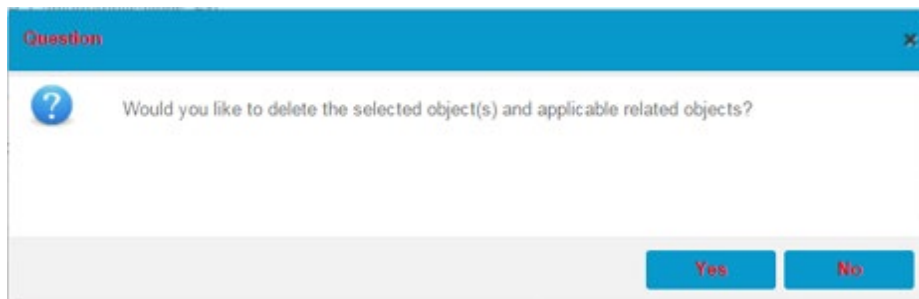 Question
Would you like to delete the selected object(s) and applicable related objects?
Yes
No